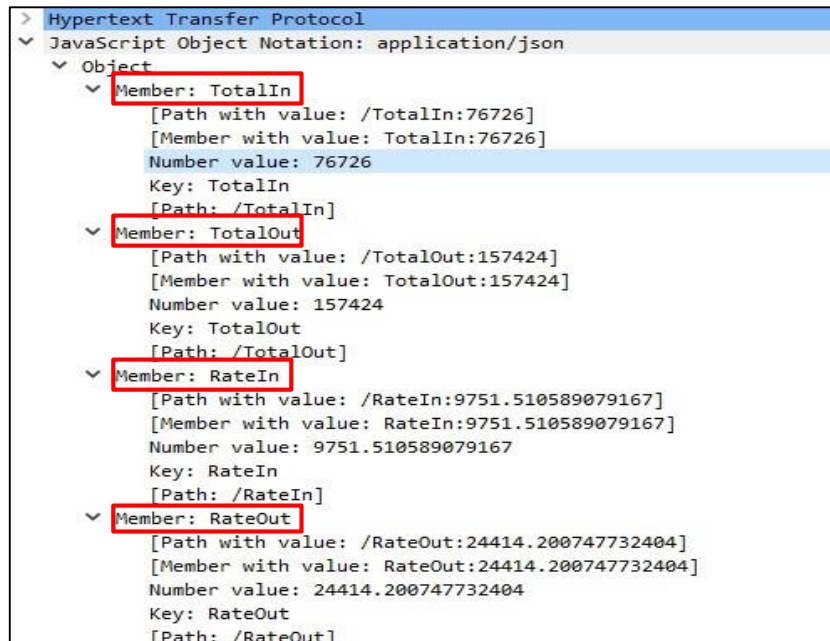 Hypertext Transfer Protocol
JavaScript Object Notation: application/json
Object
Member: TotalIn
[Path with value: /TotalIn:76726]
[Member with value: TotalIn:76726]
Number value: 76726
Key: TotalIn
[Path: /TotalIn]
Member: TotalOut
[Path with value: /TotalOut:157424]
[Member with value: TotalOut:157424]
Number value: 157424
Key: TotalOut
[Path: /TotalOut]
Member: RateIn
[Path with value: /RateIn:9751.510589079167]
[Member with value: RateIn:9751.510589079167]
Number value: 9751.510589079167
Key: RateIn
[Path: /RateIn]
Member: RateOut
[Path with value: /RateOut:24414.200747732404]
[Member with value: RateOut:24414.200747732404]
Number value: 24414.200747732404
Key: RateOut
[Path: /RateOut]